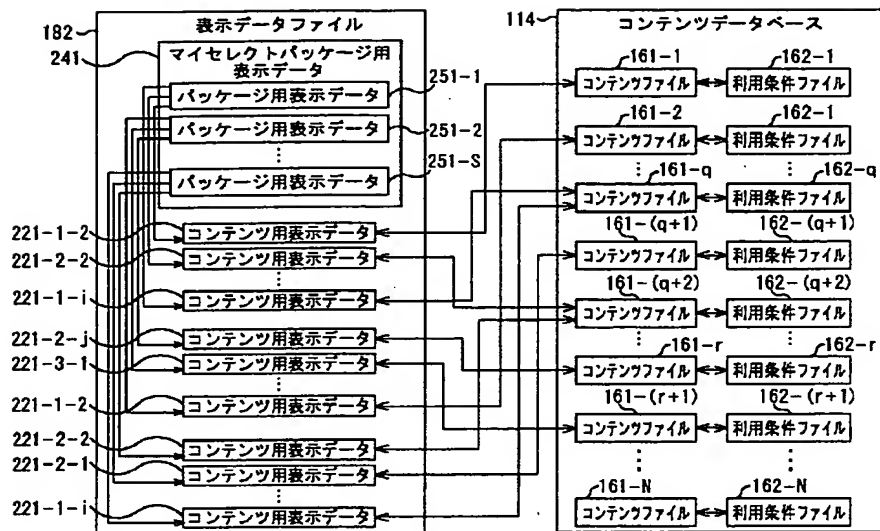 182
表示データファイル
241
マイセレクトパッケージ用
表示データ
パッケージ用表示データ
251-1
パッケージ用表示データ
251-2
パッケージ用表示データ
251-S
221-1-2
コンテンツ用表示データ
221-2-2
コンテンツ用表示データ
221-1-i
コンテンツ用表示データ
221-2-j
コンテンツ用表示データ
221-3-1
コンテンツ用表示データ
221-1-2
コンテンツ用表示データ
221-2-2
コンテンツ用表示データ
221-2-1
コンテンツ用表示データ
221-1-i
コンテンツ用表示データ
114
コンテンツデータベース
161-1 162-1
コンテンツファイル 利用条件ファイル
161-2 162-1
コンテンツファイル 利用条件ファイル
161-q 162-q
コンテンツファイル 利用条件ファイル
161-(q+1) 162-(q+1)
コンテンツファイル 利用条件ファイル
161-(q+2) 162-(q+2)
コンテンツファイル 利用条件ファイル
161-r 162-r
コンテンツファイル 利用条件ファイル
161-(r+1) 162-(r+1)
コンテンツファイル 利用条件ファイル
161-N 162-N
コンテンツファイル 利用条件ファイル